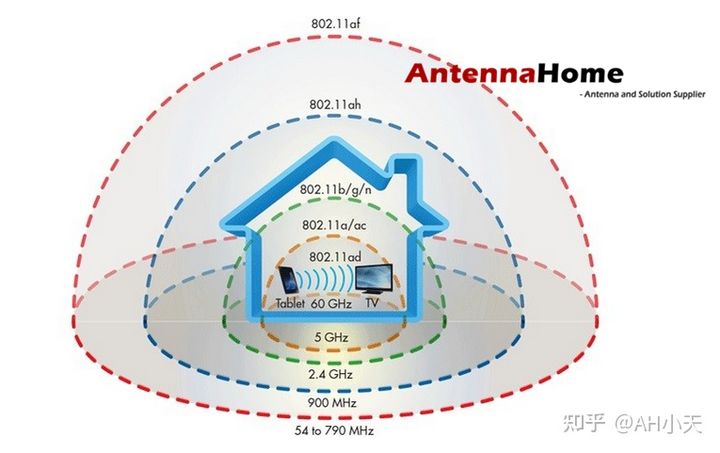 802.11af
AntennaHome
- Antenna and Solution Supplier
802.11ah
802.11b/g/n
802.11a/ac
802.11ad
Tablet 60 GHz TV
5 GHz
2.4 GHz
900 MHz
54 to 790 MHz
知乎 @AH小天